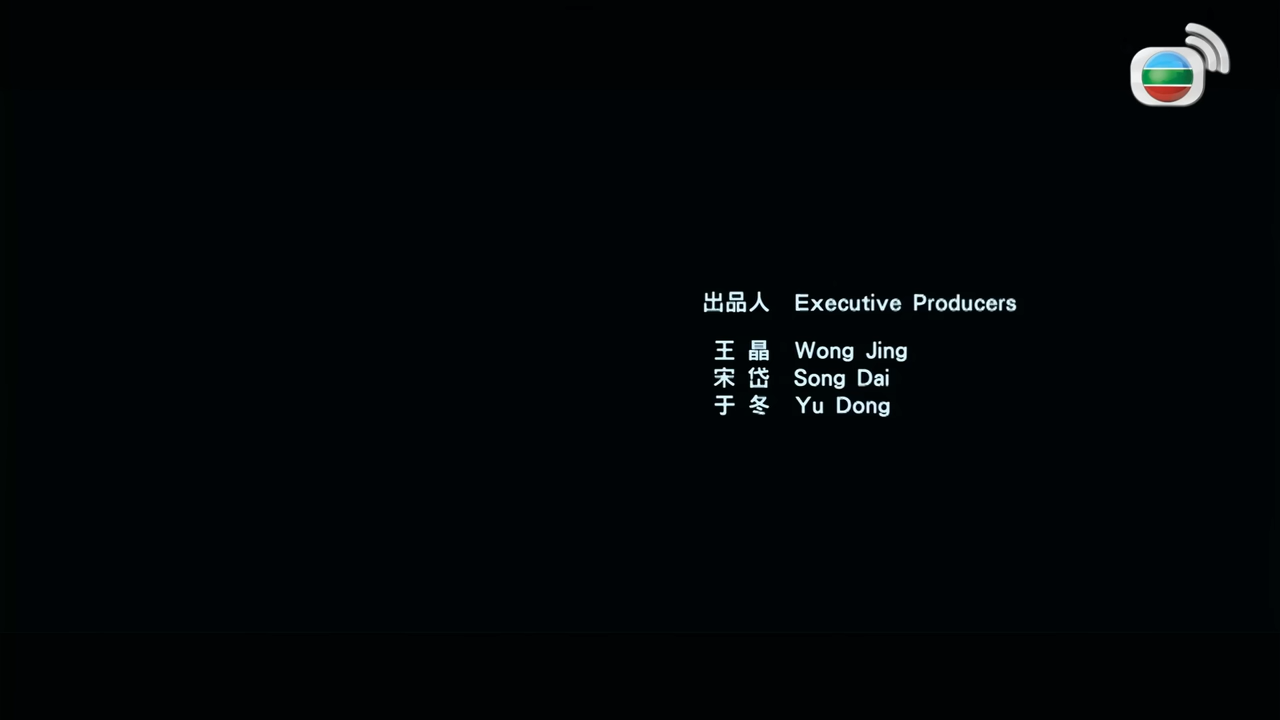 出品人 Executive Producers
王 晶 Wong Jing
宋 岱 Song Dai
于 冬 Yu Dong